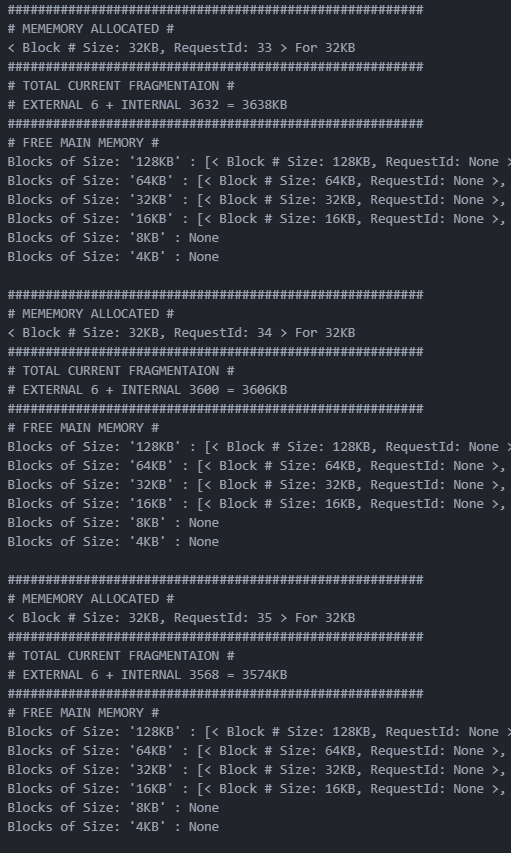 #######################################################
# MEMEMORY ALLOCATED #
< Block # Size: 32KB, RequestId: 33 > For 32KB
#######################################################
# TOTAL CURRENT FRAGMENTAION #
# EXTERNAL 6 + INTERNAL 3632 = 3638KB
#######################################################
# FREE MAIN MEMORY #
Blocks of Size: '128KB' : [< Block # Size: 128KB, RequestId: None >
Blocks of Size: '64KB' : [< Block # Size: 64KB, RequestId: None >,
Blocks of Size: '32KB' : [< Block # Size: 32KB, RequestId: None >,
Blocks of Size: '16KB' : [< Block # Size: 16KB, RequestId: None >,
Blocks of Size: '8KB' : None
Blocks of Size: '4KB' : None

#######################################################
# MEMEMORY ALLOCATED #
< Block # Size: 32KB, RequestId: 34 > For 32KB
#######################################################
# TOTAL CURRENT FRAGMENTAION #
# EXTERNAL 6 + INTERNAL 3600 = 3606KB
#######################################################
# FREE MAIN MEMORY #
Blocks of Size: '128KB' : [< Block # Size: 128KB, RequestId: None >
Blocks of Size: '64KB' : [< Block # Size: 64KB, RequestId: None >,
Blocks of Size: '32KB' : [< Block # Size: 32KB, RequestId: None >,
Blocks of Size: '16KB' : [< Block # Size: 16KB, RequestId: None >,
Blocks of Size: '8KB' : None
Blocks of Size: '4KB' : None

#######################################################
# MEMEMORY ALLOCATED #
< Block # Size: 32KB, RequestId: 35 > For 32KB
#######################################################
# TOTAL CURRENT FRAGMENTAION #
# EXTERNAL 6 + INTERNAL 3568 = 3574KB
#######################################################
# FREE MAIN MEMORY #
Blocks of Size: '128KB' : [< Block # Size: 128KB, RequestId: None >
Blocks of Size: '64KB' : [< Block # Size: 64KB, RequestId: None >,
Blocks of Size: '32KB' : [< Block # Size: 32KB, RequestId: None >,
Blocks of Size: '16KB' : [< Block # Size: 16KB, RequestId: None >,
Blocks of Size: '8KB' : None
Blocks of Size: '4KB' : None